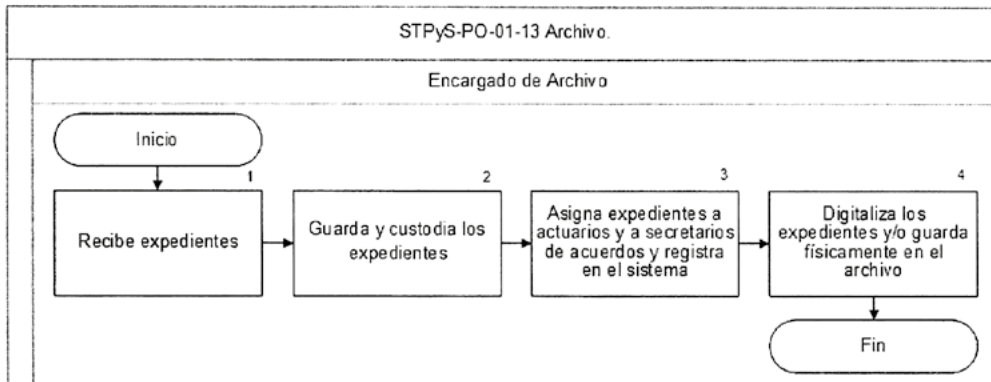 STPyS-PO-01-13 Archivo.
Encargado de Archivo
Inicio
1
Recibe expedientes
2
Guarda y custodia los
expedientes
3
Asigna expedientes a
actuarios y a secretarios
de acuerdos y registra
en el sistema
4
Digitaliza los
expedientes y/o guarda
físicamente en el
archivo
Fin